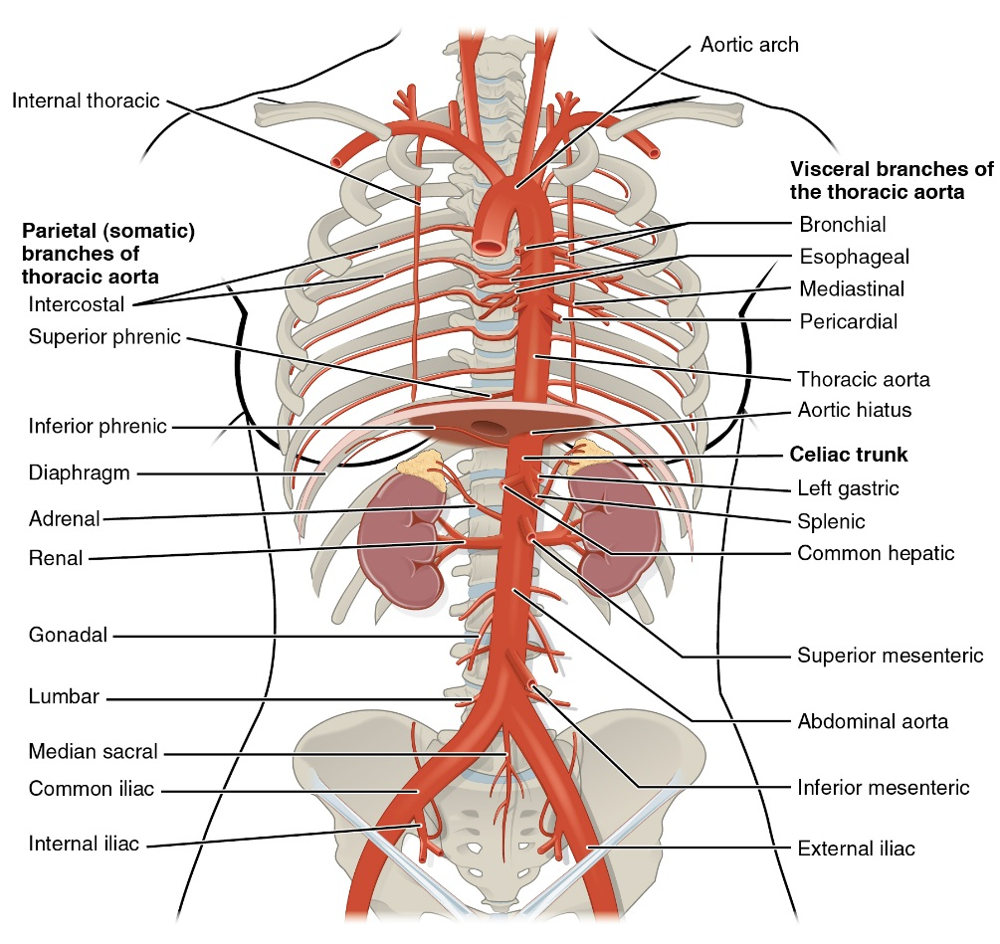 Aortic arch
Internal thoracic
Visceral branches of
the thoracic aorta
Bronchial
Esophageal
Mediastinal
Pericardial
Thoracic aorta
Aortic hiatus
Celiac trunk
Left gastric
Splenic
Common hepatic
Superior mesenteric
Abdominal aorta
Inferior mesenteric
External iliac
Parietal (somatic)
branches of
thoracic aorta
Intercostal
Superior phrenic
Inferior phrenic
Diaphragm
Adrenal
Renal
Gonadal
Lumbar
Median sacral
Common iliac
Internal iliac